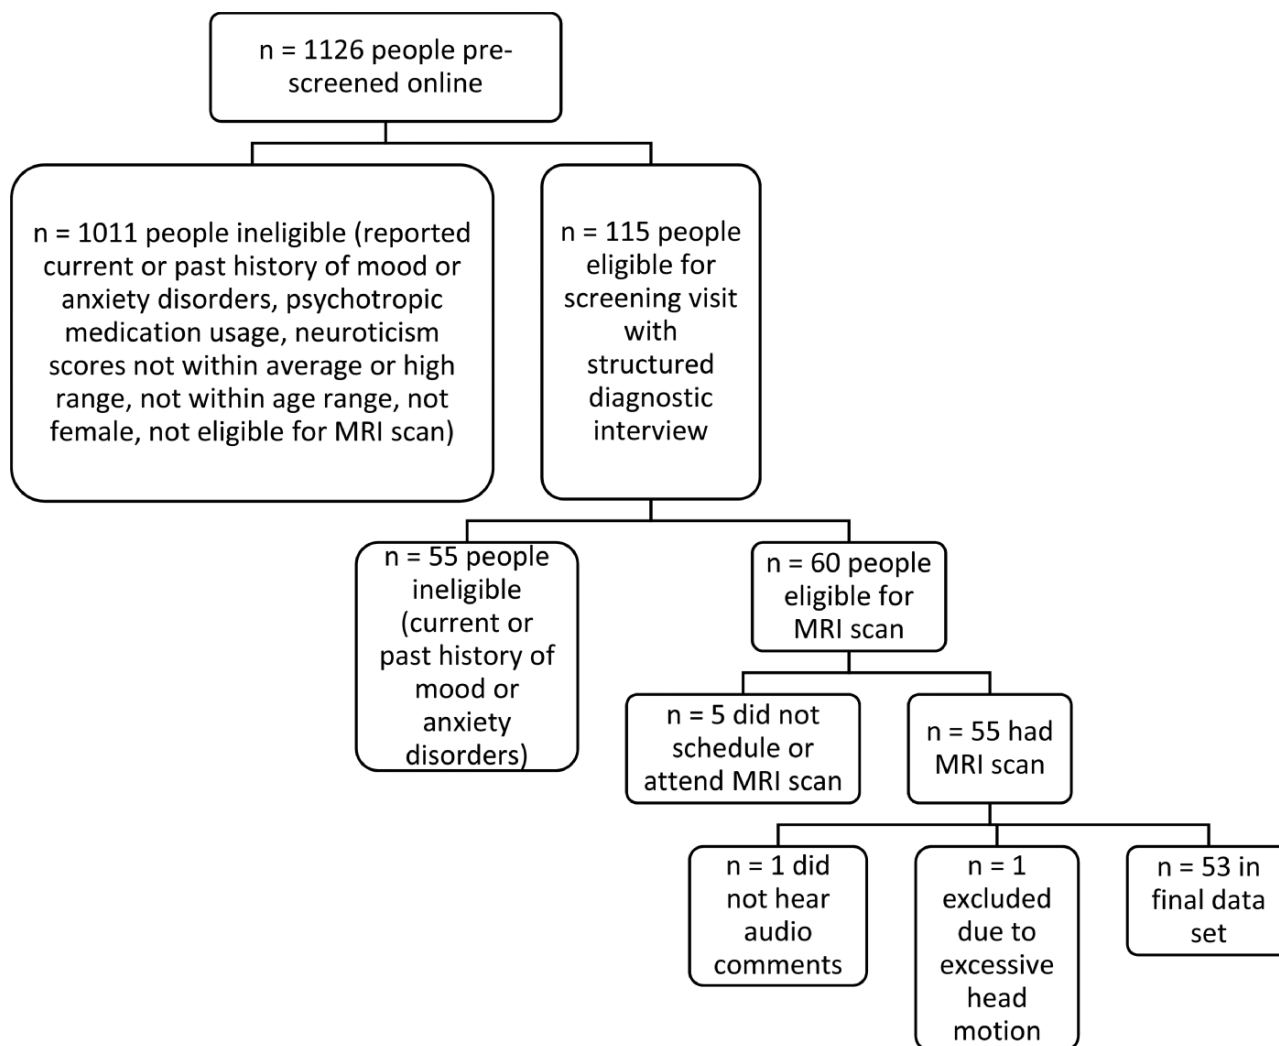 n = 1126 people pre-
screened online
n = 1011 people ineligible (reported
current or past history of mood or
anxiety disorders, psychotropic
medication usage, neuroticism
scores not within average or high
range, not within age range, not
female, not eligible for MRI scan)
n = 115 people
eligible for
screening visit
with
structured
diagnostic
interview
n = 55 people
ineligible
(current or
past history of
mood or
anxiety
disorders)
n = 60 people
eligible for
MRI scan
n = 5 did not
schedule or
attend MRI scan
n = 55 had
MRI scan
n = 1 did
not hear
audio
comments
n = 1
excluded
due to
excessive
head
motion
n = 53 in
final data
set